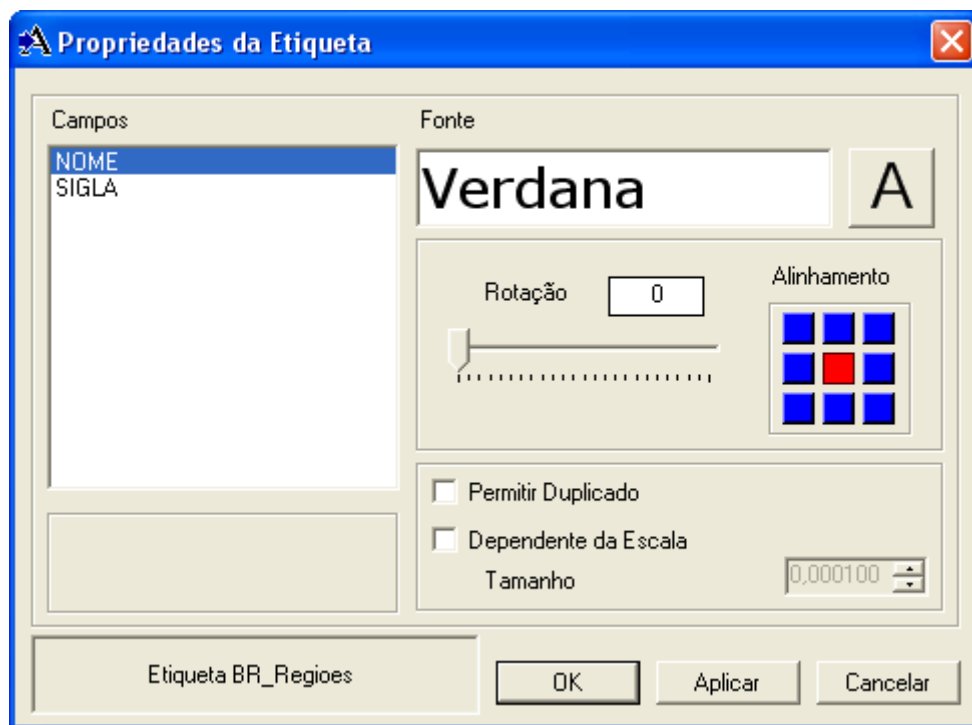 Propriedades da Etiqueta
Campos
NOME
SIGLA
Fonte
Verdana
A
Rotação
0
Alinhamento
Permitir Duplicado
Dependente da Escala
Tamanho
0,000100
Etiqueta BR_Regioes
OK
Aplicar
Cancelar